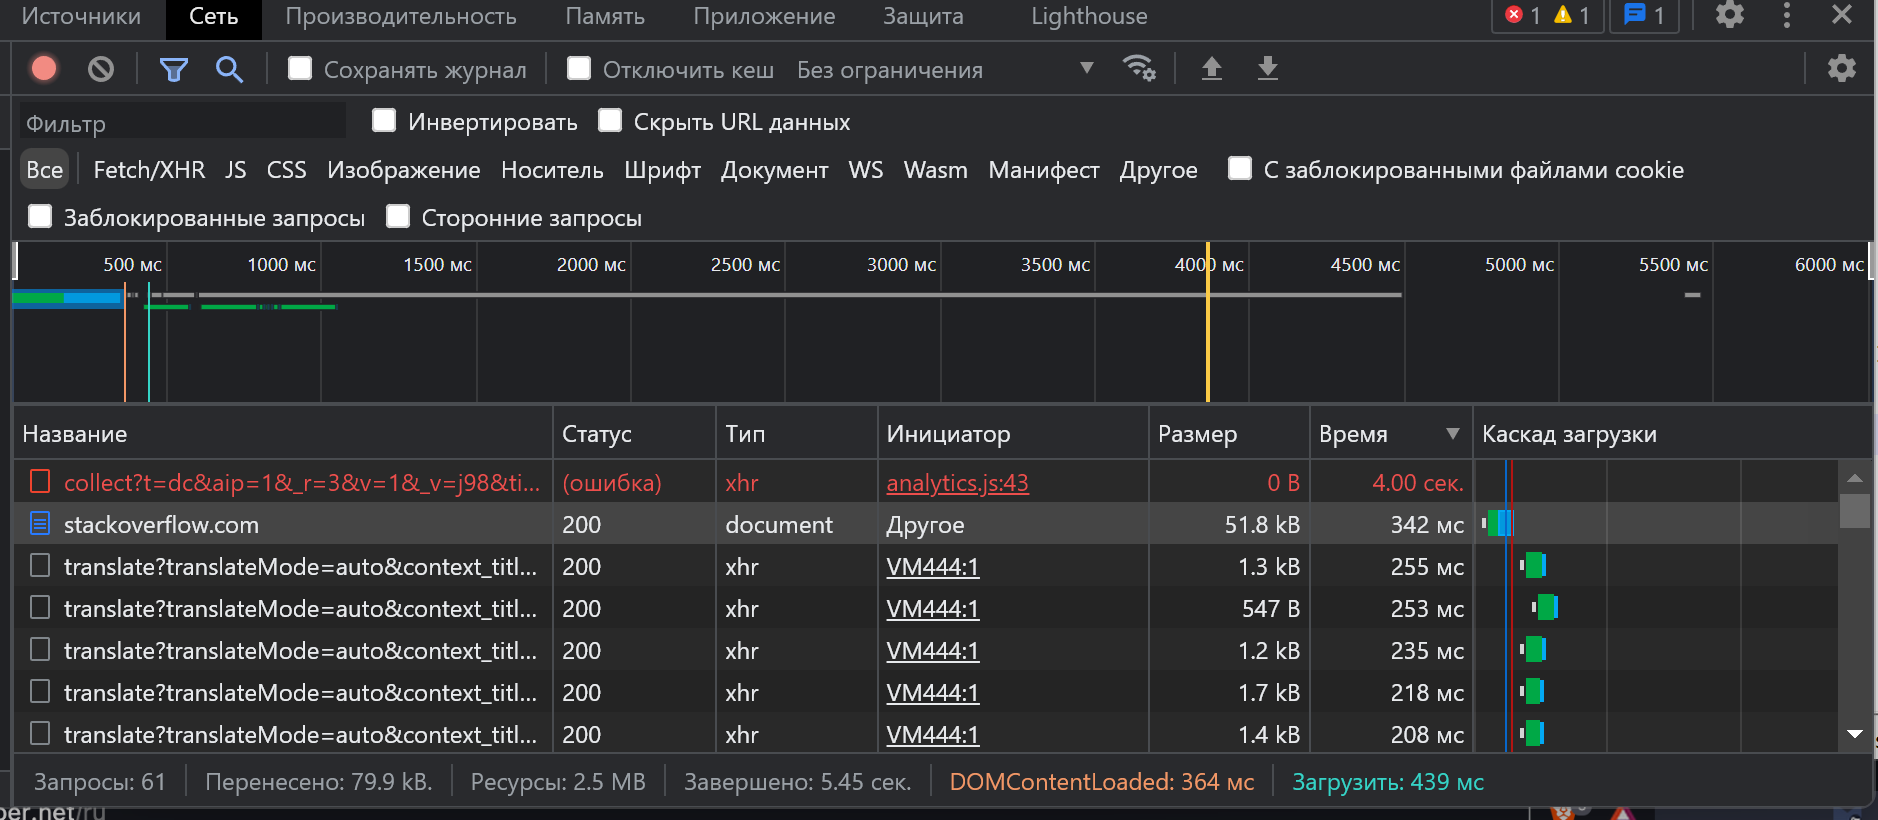 Источники Сеть Производительность Память Приложение Защита Lighthouse 1 1 1
Сохранять журнал Отключить кеш Без ограничения
Фильтр Инвертировать Скрыть URL данных
Все Fetch/XHR JS CSS Изображение Носитель Шрифт Документ WS Wasm Манифест Другое С заблокированными файлами cookie
Заблокированные запросы Сторонние запросы
500 мс 1000 мс 1500 мс 2000 мс 2500 мс 3000 мс 3500 мс 4000 мс 4500 мс 5000 мс 5500 мс 6000 мс
Название Статус Тип Инициатор Размер Время Каскад загрузки
collect?t=dc&aip=1&_r=3&v=1&_v=j98&ti... (ошибка) xhr analytics.js:43 0 B 4.00 сек.
stackoverflow.com 200 document Другое 51.8 kB 342 мс
translate?translateMode=auto&context_titl... 200 xhr VM444:1 1.3 kB 255 мс
translate?translateMode=auto&context_titl... 200 xhr VM444:1 547 B 253 мс
translate?translateMode=auto&context_titl... 200 xhr VM444:1 1.2 kB 235 мс
translate?translateMode=auto&context_titl... 200 xhr VM444:1 1.7 kB 218 мс
translate?translateMode=auto&context_titl... 200 xhr VM444:1 1.4 kB 208 мс
Запросы: 61 Перенесено: 79.9 kB. Ресурсы: 2.5 MB Завершено: 5.45 сек. DOMContentLoaded: 364 мс Загрузить: 439 мс
per.net/ru